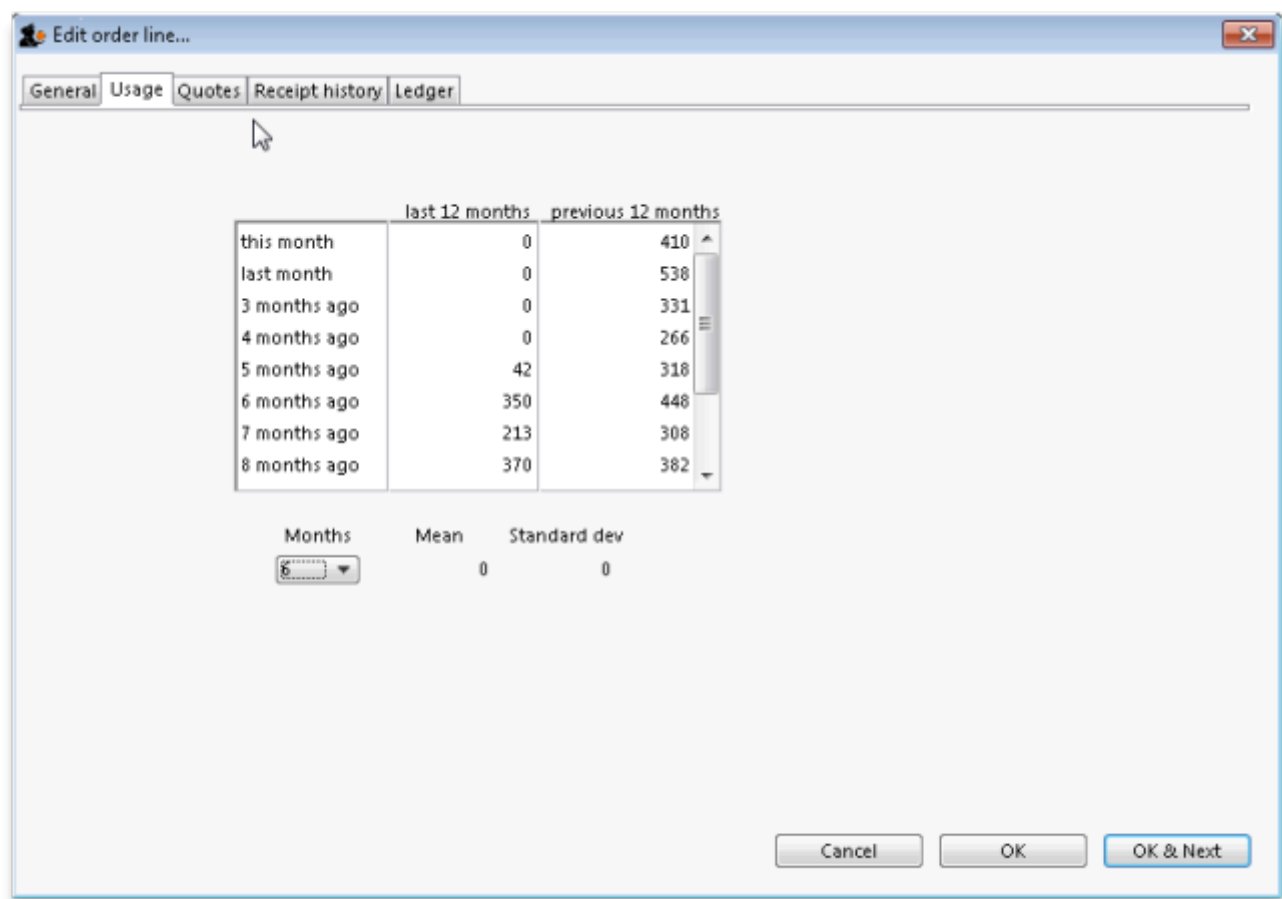 Edit order line...
General Usage Quotes Receipt history Ledger
last 12 months previous 12 months
this month 0 410
last month 0 538
3 months ago 0 331
4 months ago 0 266
5 months ago 42 318
6 months ago 350 448
7 months ago 213 308
8 months ago 370 382
Months Mean Standard dev
6 0 0
Cancel OK OK & Next